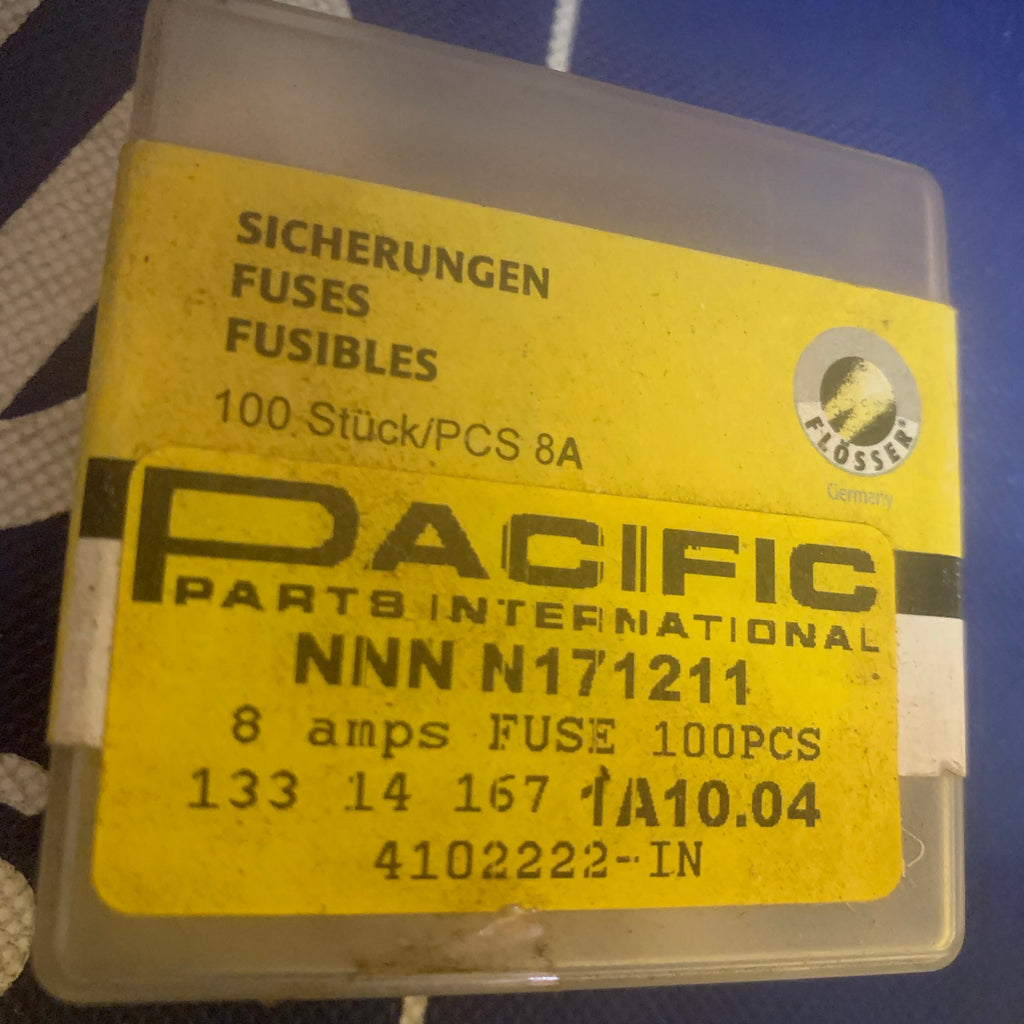 SICHERUNGEN
FUSES
FUSIBLES
100 Stück/PCS 8A
FLÖSSER®
Germany
PACIFIC
PARTS INTERNATIONAL
NNN N171211
8 amps FUSE 100PCS
133 14 167 1A10.04
4102222-IN